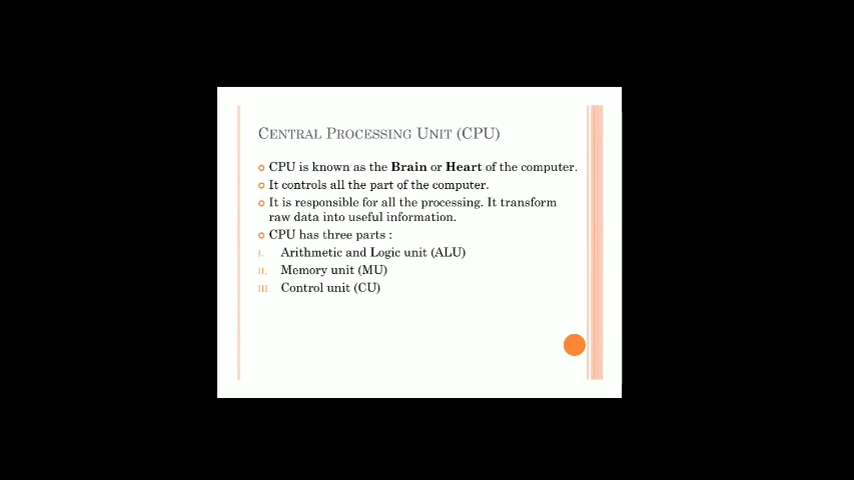 CENTRAL PROCESSING UNIT (CPU)
CPU is known as the Brain or Heart of the computer.
It controls all the part of the computer.
It is responsible for all the processing. It transform
raw data into useful information.
CPU has three parts :
I. Arithmetic and Logic unit (ALU)
II. Memory unit (MU)
III. Control unit (CU)